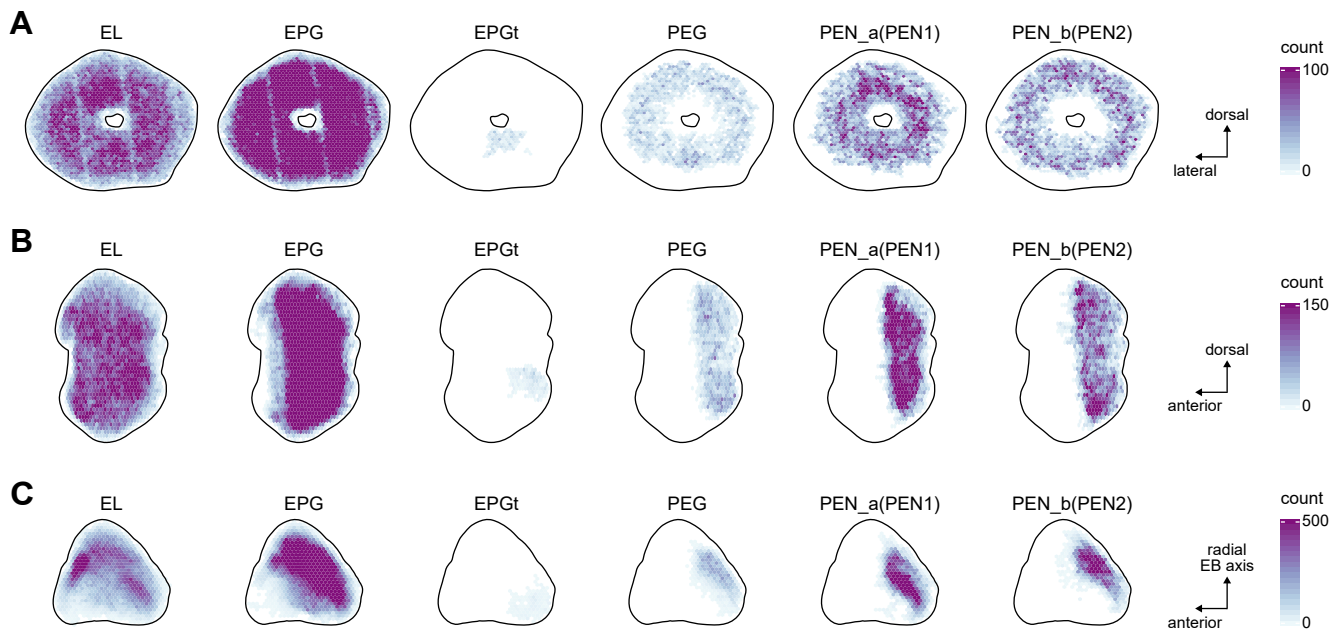 A
EL EPG EPGt PEG PEN_a(PEN1) PEN_b(PEN2)
count
100
0
dorsal
lateral
B
EL EPG EPGt PEG PEN_a(PEN1) PEN_b(PEN2)
count
150
0
dorsal
anterior
C
EL EPG EPGt PEG PEN_a(PEN1) PEN_b(PEN2)
count
500
0
radial
EB axis
anterior